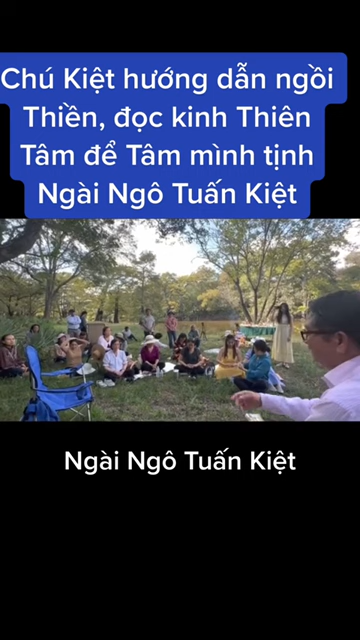 Chú Kiệt hướng dẫn ngồi
Thiền, đọc kinh Thiên
Tâm để Tâm mình tịnh
Ngài Ngô Tuấn Kiệt
Ngài Ngô Tuấn Kiệt